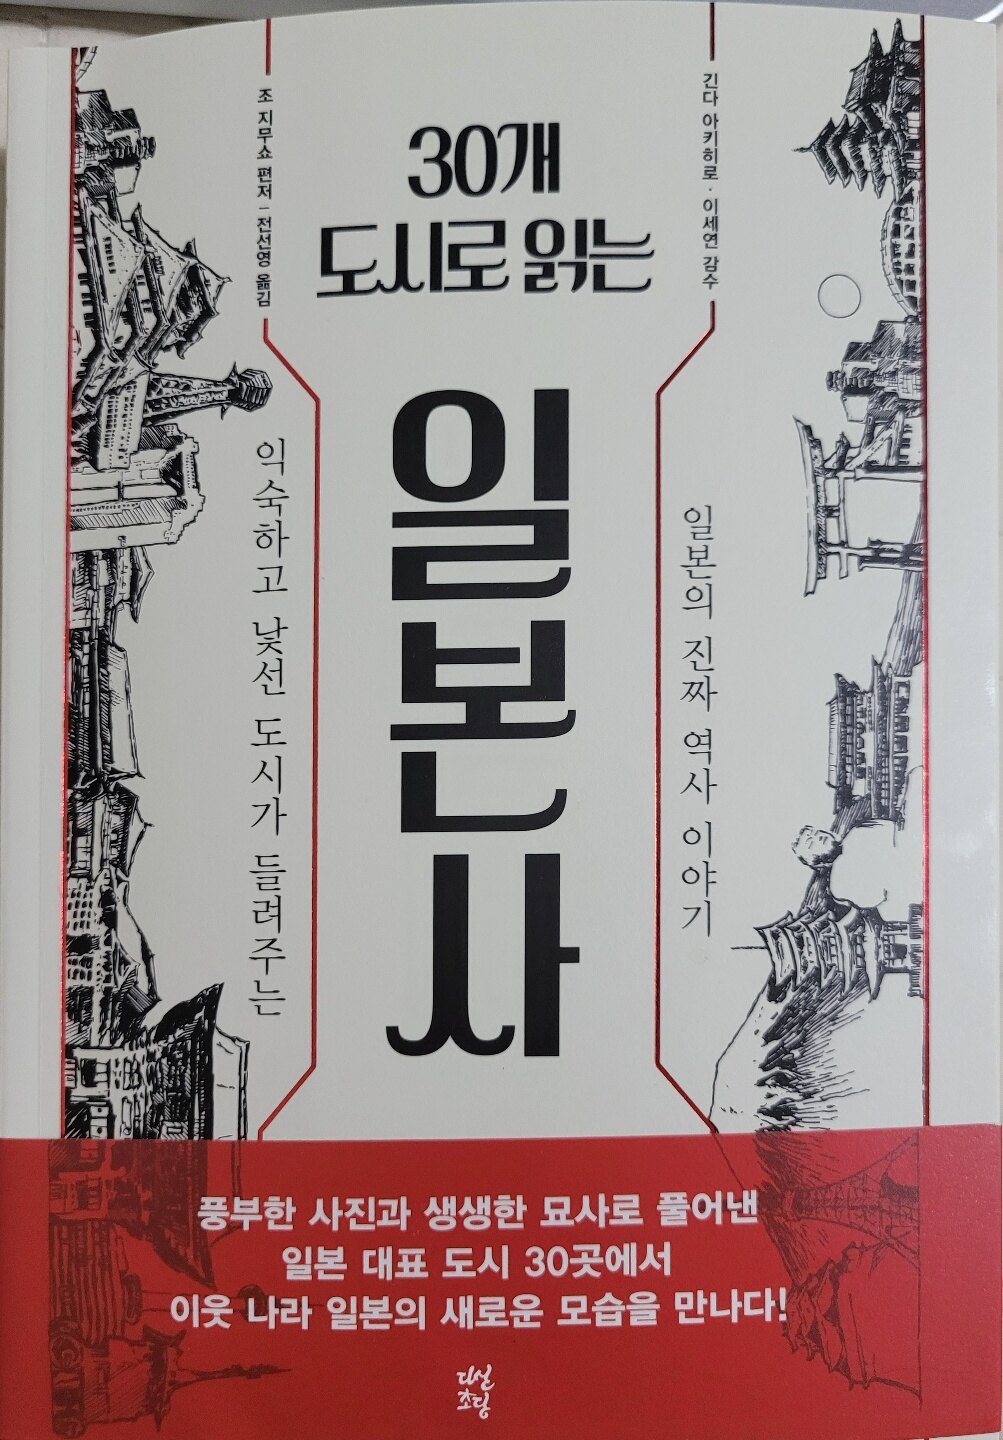 조 지무쇼 편저 – 전선영 옮김
긴다 아키히로 · 이세연 감수
30개
도시로 읽는
일본사
익숙하고 낯선 도시가 들려주는
일본의 진짜 역사 이야기
풍부한 사진과 생생한 묘사로 풀어낸
일본 대표 도시 30곳에서
이웃 나라 일본의 새로운 모습을 만나다!
다산
초당